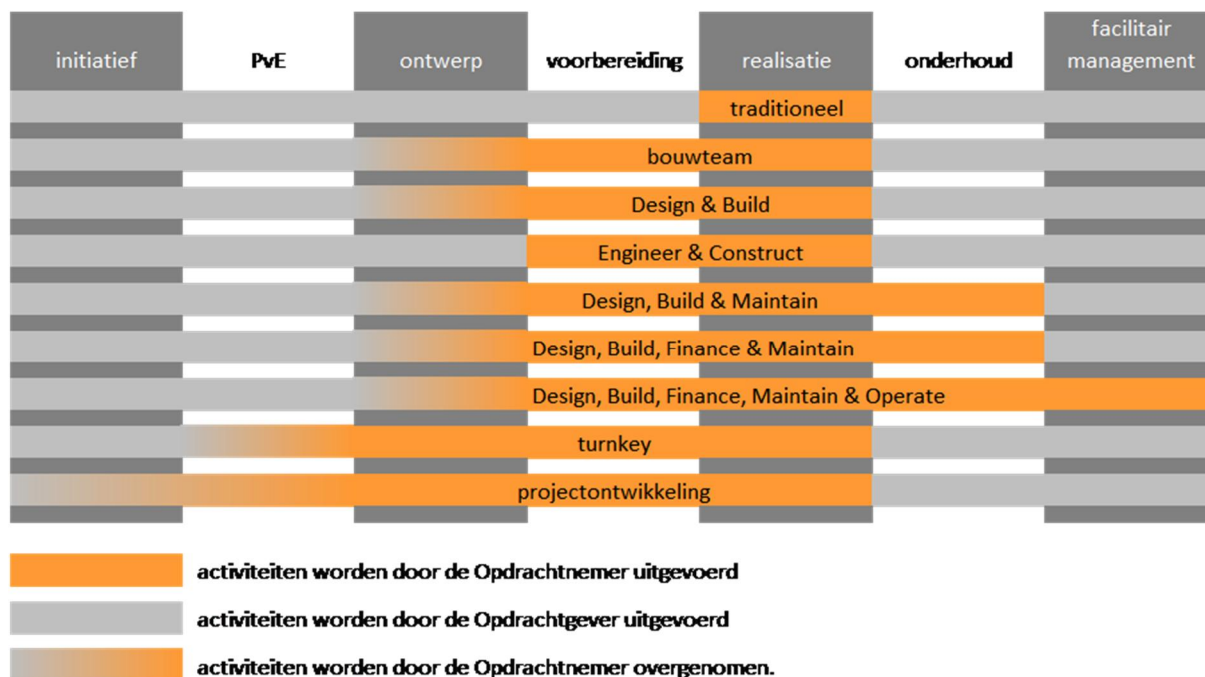 initiatief PvE ontwerp voorbereiding realisatie onderhoud facilitair management
traditioneel
bouwteam
Design & Build
Engineer & Construct
Design, Build & Maintain
Design, Build, Finance & Maintain
Design, Build, Finance, Maintain & Operate
turnkey
projectontwikkeling
activiteiten worden door de Opdrachtnemer uitgevoerd
activiteiten worden door de Opdrachtgever uitgevoerd
activiteiten worden door de Opdrachtnemer overgenomen.